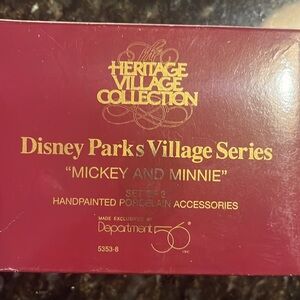 The
HERITAGE
VILLAGE
COLLECTION
Disney Parks Village Series
"MICKEY AND MINNIE"
SET OF 2
HANDPAINTED PORCELAIN ACCESSORIES
MADE EXCLUSIVELY BY
Department 56
INC
5353-8